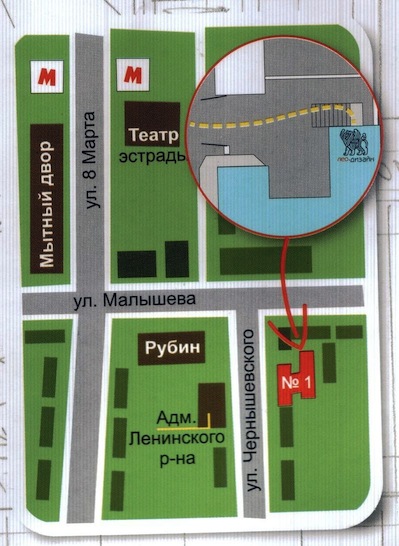 М
М
Театр
эстрады
ул. 8 Марта
Мытный двор
лео-дизайн
ул. Малышева
Рубин
Адм.
Ленинского
р-на
ул. Чернышевского
№ 1